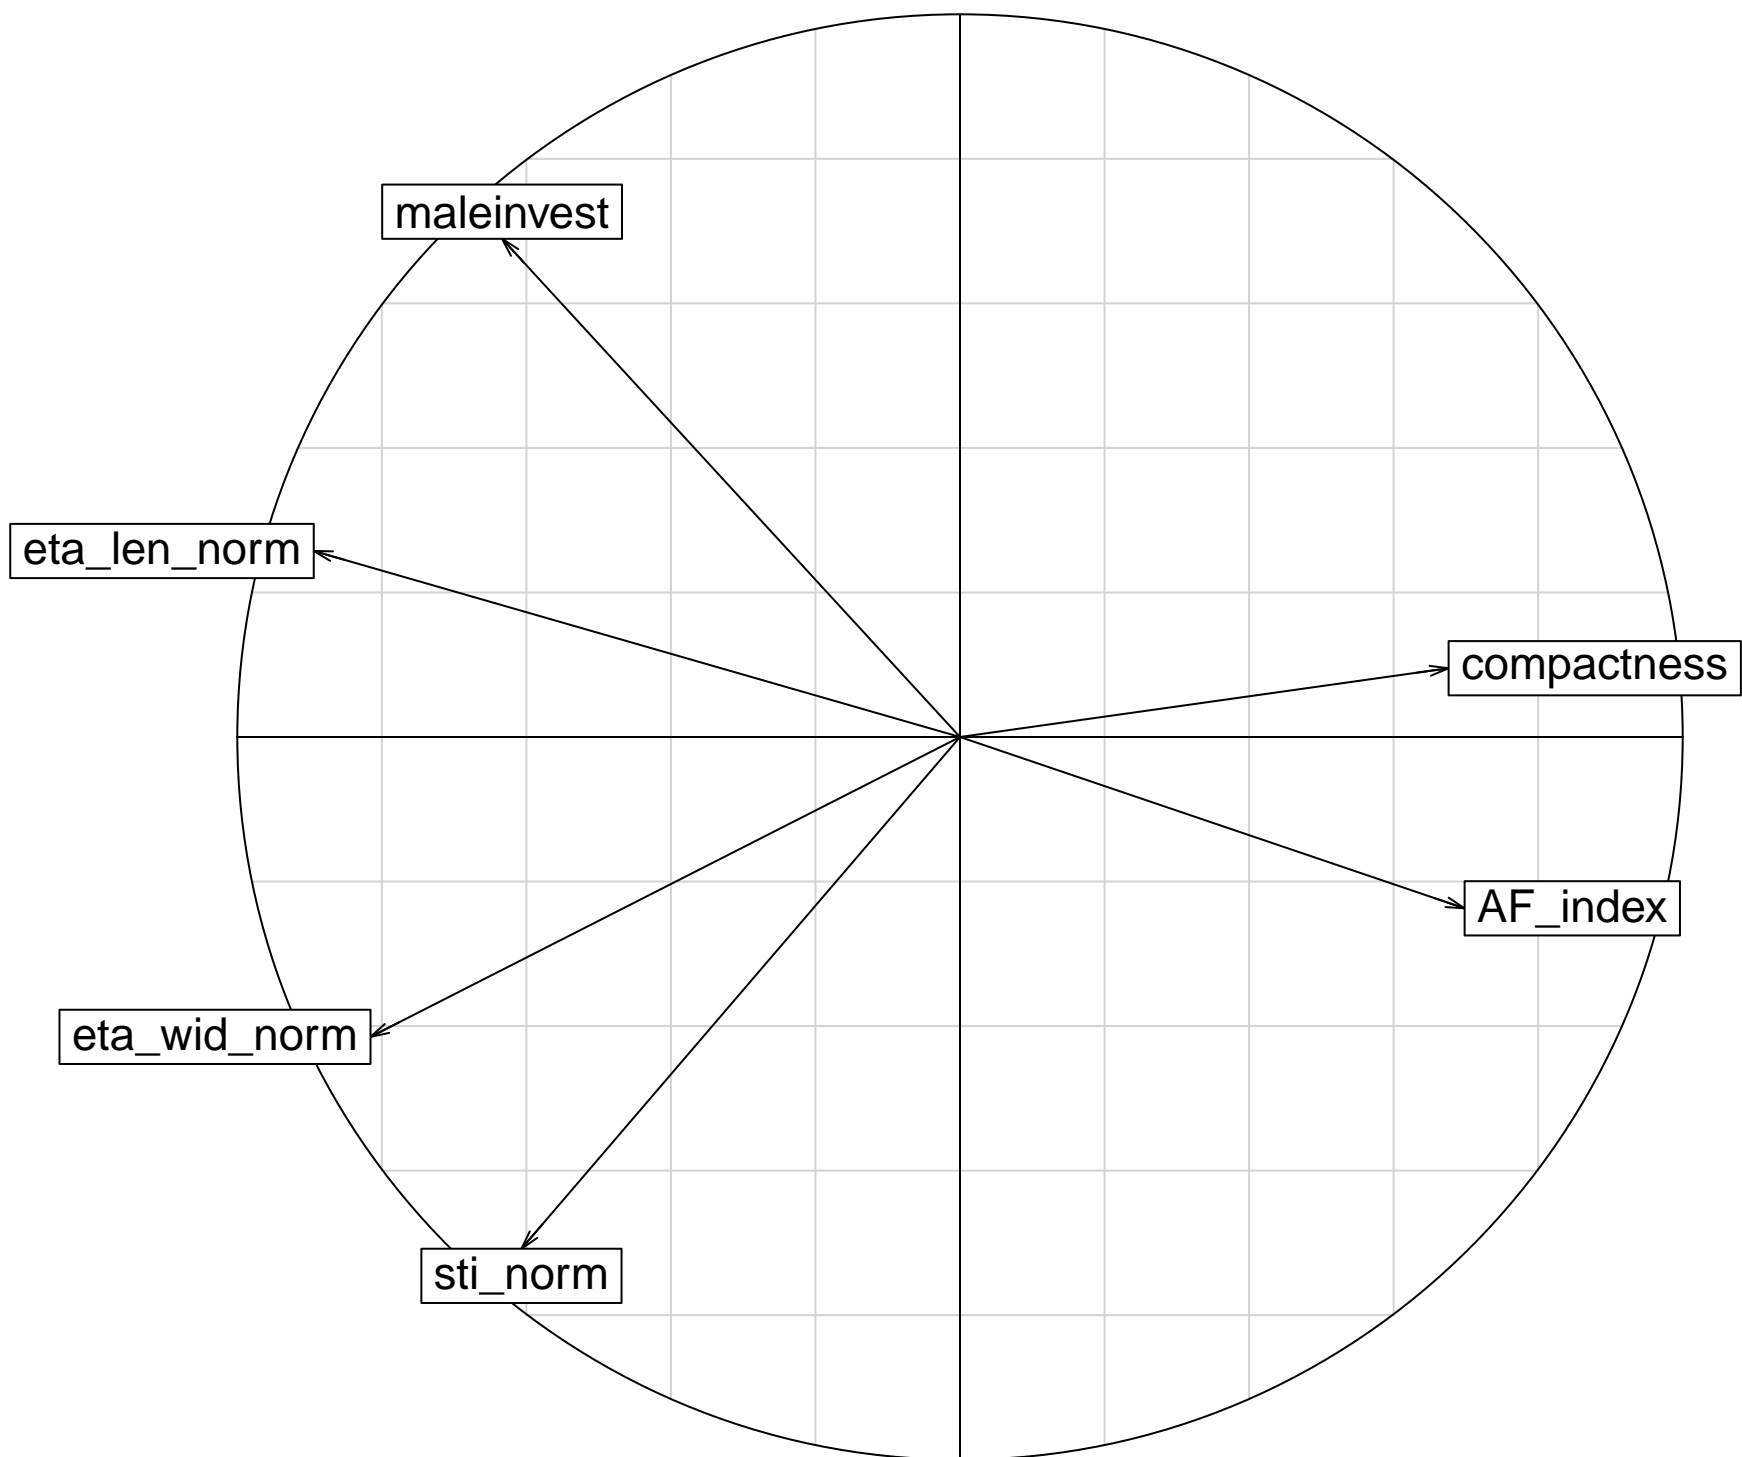 maleinvest
eta_len_norm
compactness
AF_index
eta_wid_norm
sti_norm